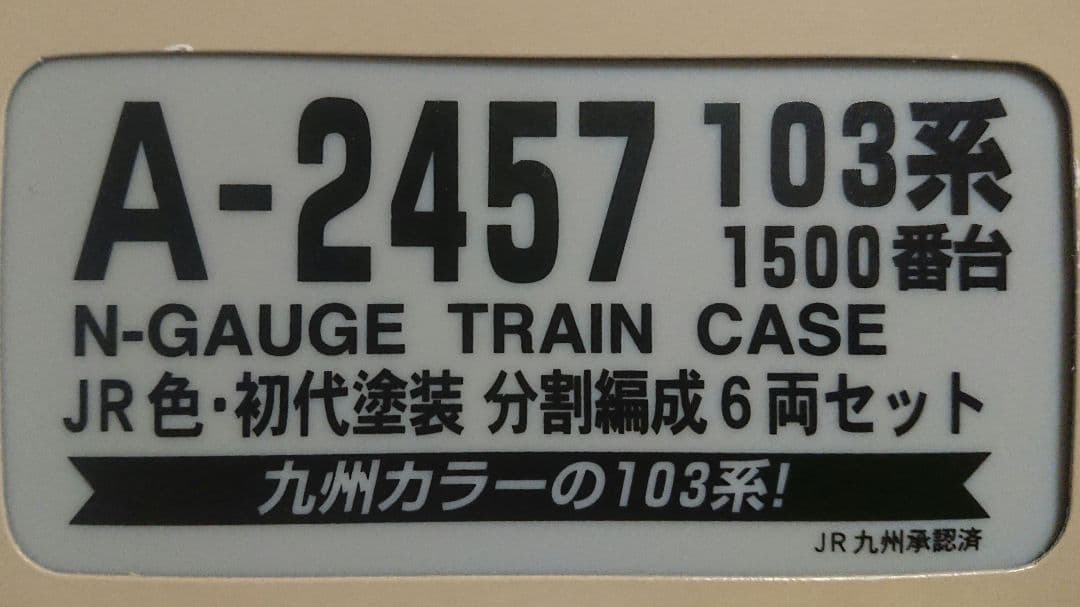 A-2457 103系
1500番台
N-GAUGE TRAIN CASE
JR色・初代塗装 分割編成6両セット
九州カラーの103系!
JR九州承認済